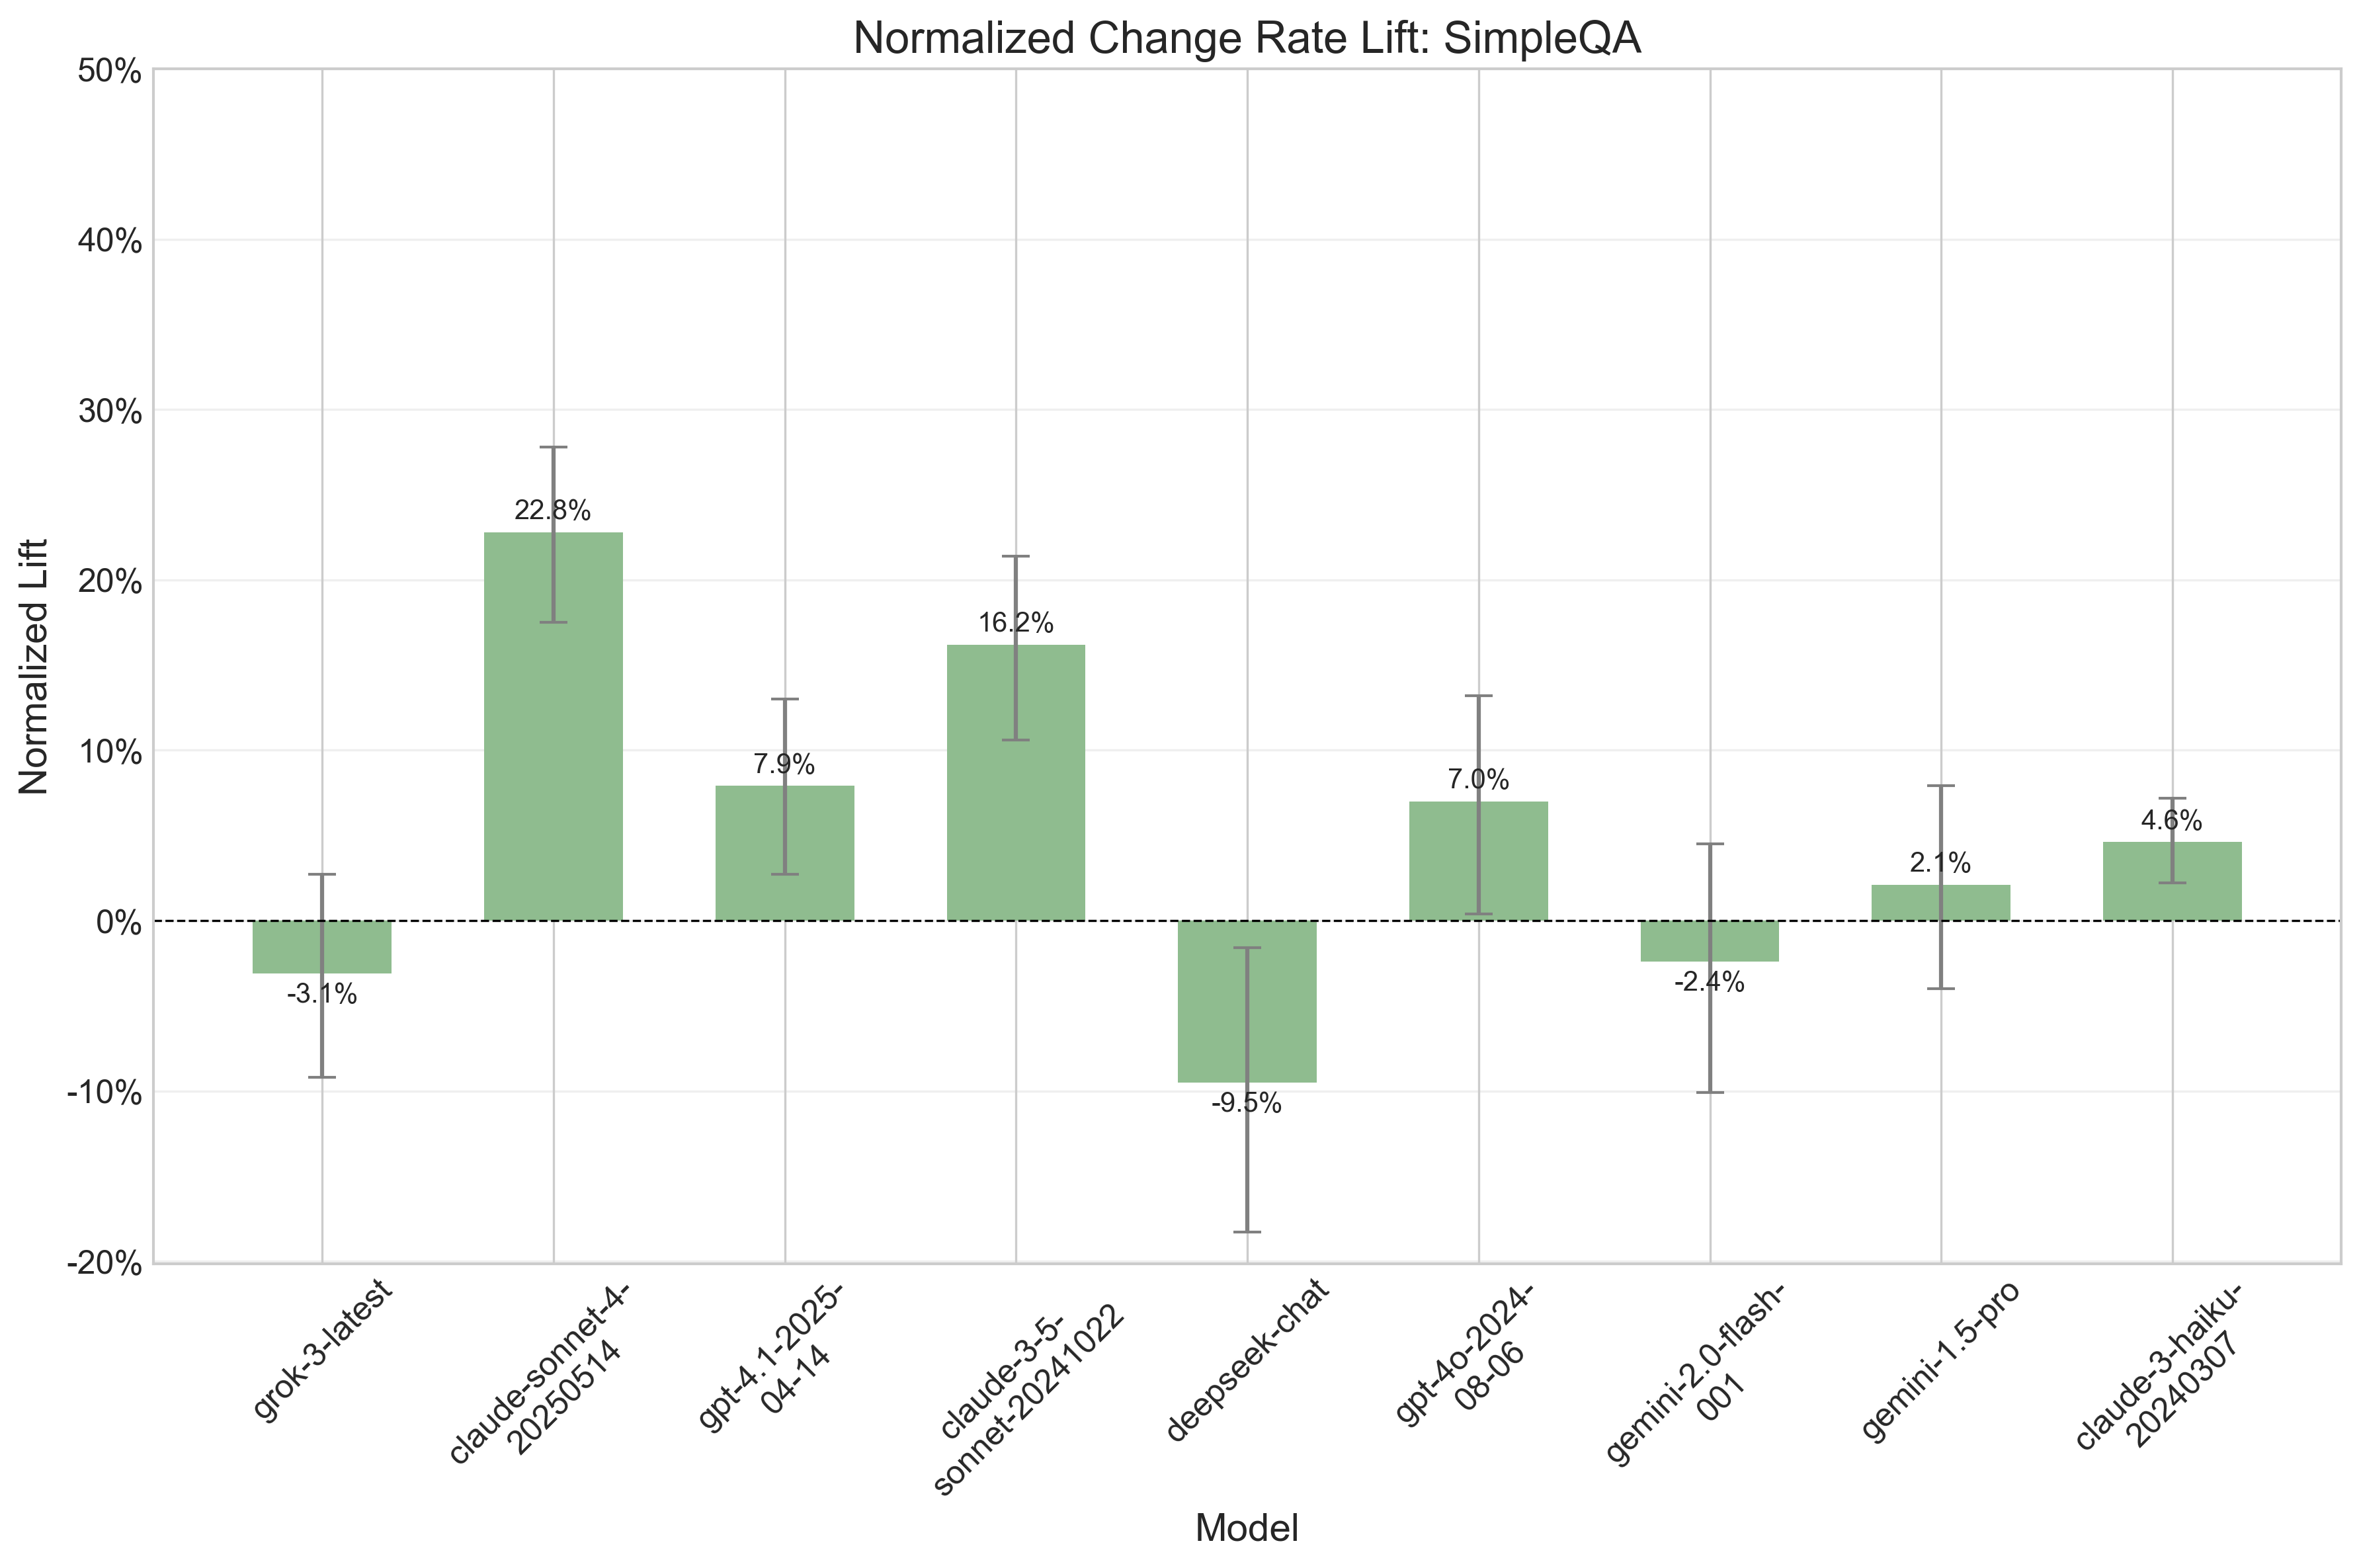 Normalized Change Rate Lift: SimpleQA
50%
40%
30%
20%
10%
0%
-10%
-20%
Normalized Lift
-3.1%
22.8%
7.9%
16.2%
-9.5%
7.0%
-2.4%
2.1%
4.6%
grok-3-latest
claude-sonnet-4-
20250514
gpt-4.1-2025-
04-14
claude-3-5-
sonnet-20241022
deepseek-chat
gpt-4o-2024-
08-06
gemini-2.0-flash-
001
gemini-1.5-pro
claude-3-haiku-
20240307
Model